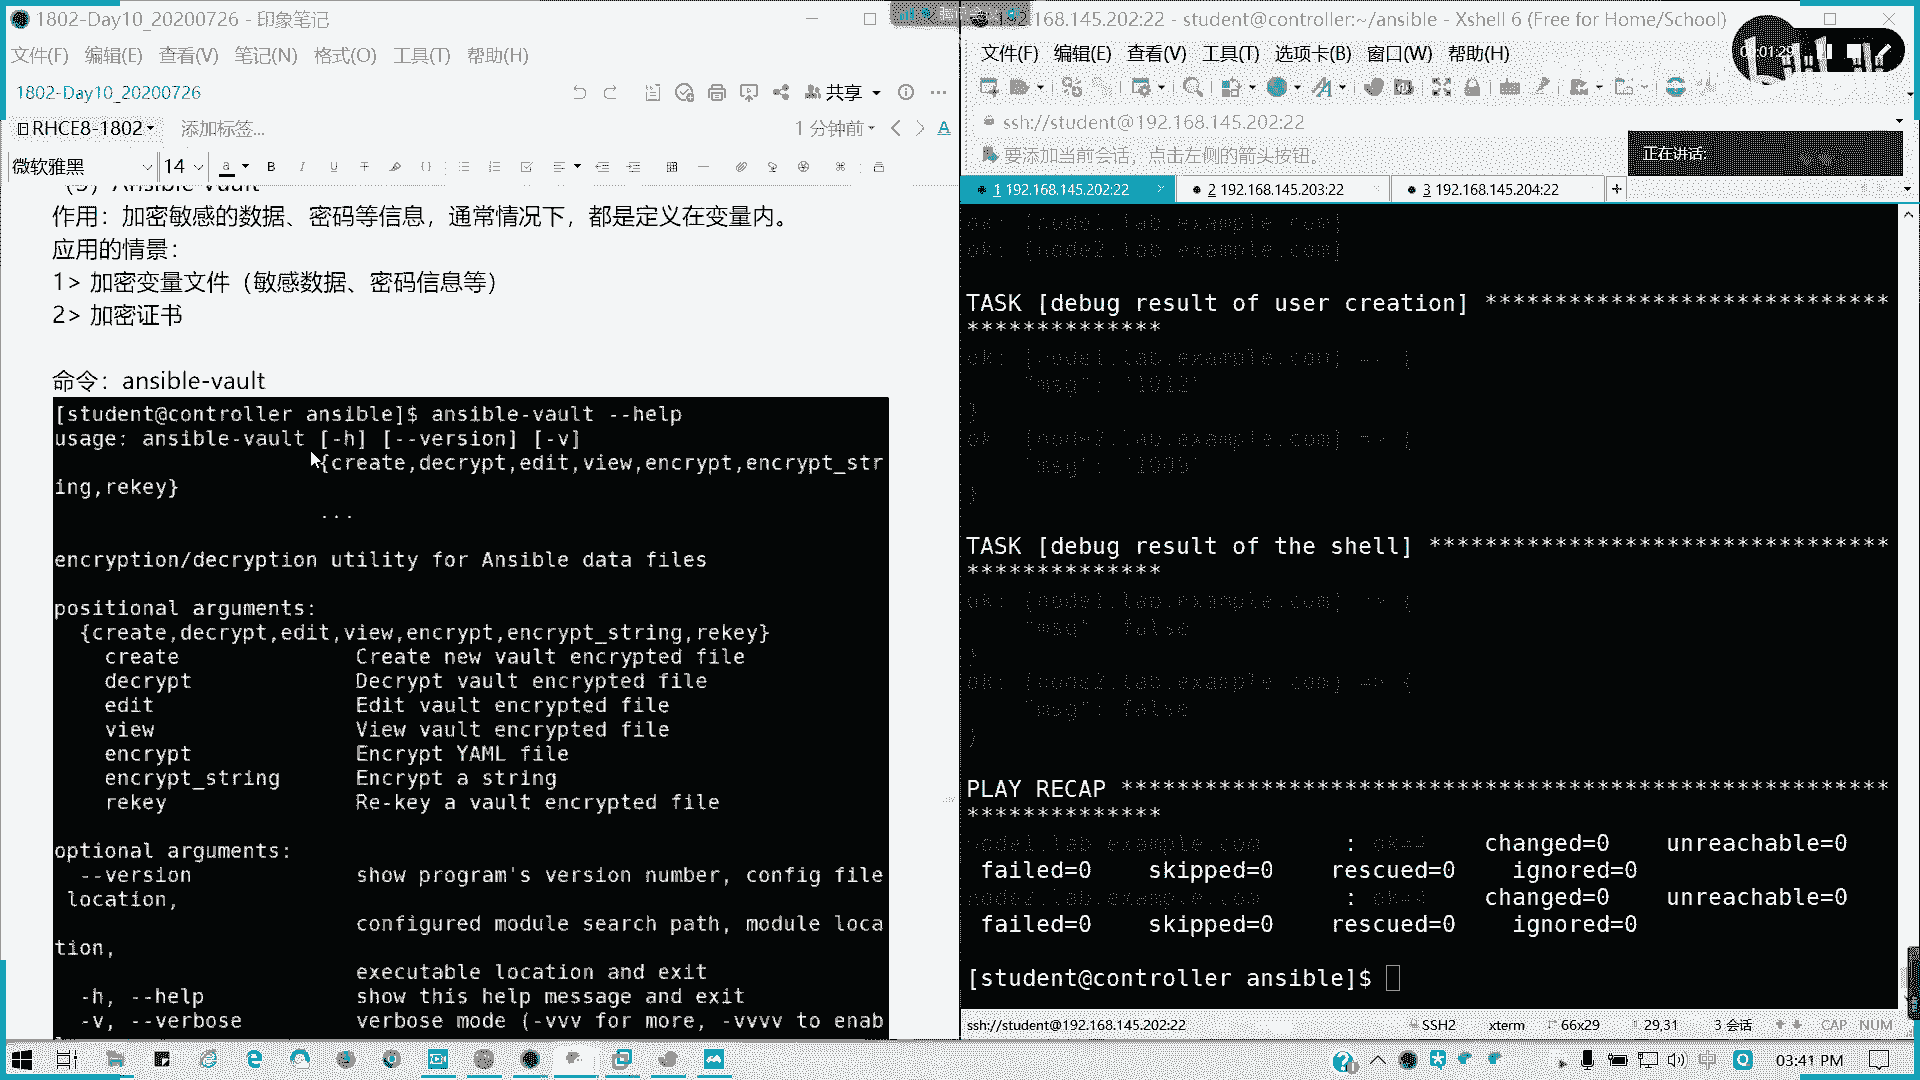 1802-Day10_20200726 - 印象笔记
文件(F) 编辑(E) 查看(V) 笔记(N) 格式(O) 工具(T) 帮助(H)
1802-Day10_20200726
共享
RHCE8-1802
添加标签...
1 分钟前
微软雅黑
14
(3) Ansible Vault
作用：加密敏感的数据、密码等信息，通常情况下，都是定义在变量内。
应用的情景：
1> 加密变量文件（敏感数据、密码信息等）
2> 加密证书
命令：ansible-vault
[student@controller ansible]$ ansible-vault --help
usage: ansible-vault [-h] [--version] [-v]
{create,decrypt,edit,view,encrypt,encrypt_str
ing,rekey}
...
encryption/decryption utility for Ansible data files
positional arguments:
{create,decrypt,edit,view,encrypt,encrypt_string,rekey}
create Create new vault encrypted file
decrypt Decrypt vault encrypted file
edit Edit vault encrypted file
view View vault encrypted file
encrypt Encrypt YAML file
encrypt_string Encrypt a string
rekey Re-key a vault encrypted file
optional arguments:
--version show program's version number, config file
location,
configured module search path, module loca
tion,
executable location and exit
-h, --help show this help message and exit
-v, --verbose verbose mode (-vvv for more, -vvvv to enab
168.145.202:22 - student@controller:~/ansible - Xshell 6 (Free for Home/School)
文件(F) 编辑(E) 查看(V) 工具(T) 选项卡(B) 窗口(W) 帮助(H)
01:29
ssh://student@192.168.145.202:22
要添加当前会话，点击左侧的箭头按钮。
正在讲话:
1 192.168.145.202:22
2 192.168.145.203:22
3 192.168.145.204:22
ok: [node1.lab.example.com]
ok: [node2.lab.example.com]
TASK [debug result of user creation] *****************************
**************
ok: [node1.lab.example.com] => {
"msg": "1012"
}
ok: [node2.lab.example.com] => {
"msg": "1005"
}
TASK [debug result of the shell] *********************************
**************
ok: [node1.lab.example.com] => {
"msg": false
}
ok: [node2.lab.example.com] => {
"msg": false
}
PLAY RECAP *******************************************************
**************
node1.lab.example.com : ok=4 changed=0 unreachable=0
failed=0 skipped=0 rescued=0 ignored=0
node2.lab.example.com : ok=4 changed=0 unreachable=0
failed=0 skipped=0 rescued=0 ignored=0
[student@controller ansible]$
ssh://student@192.168.145.202:22
SSH2
xterm
66x29
29,31
3 会话
CAP
NUM
03:41 PM